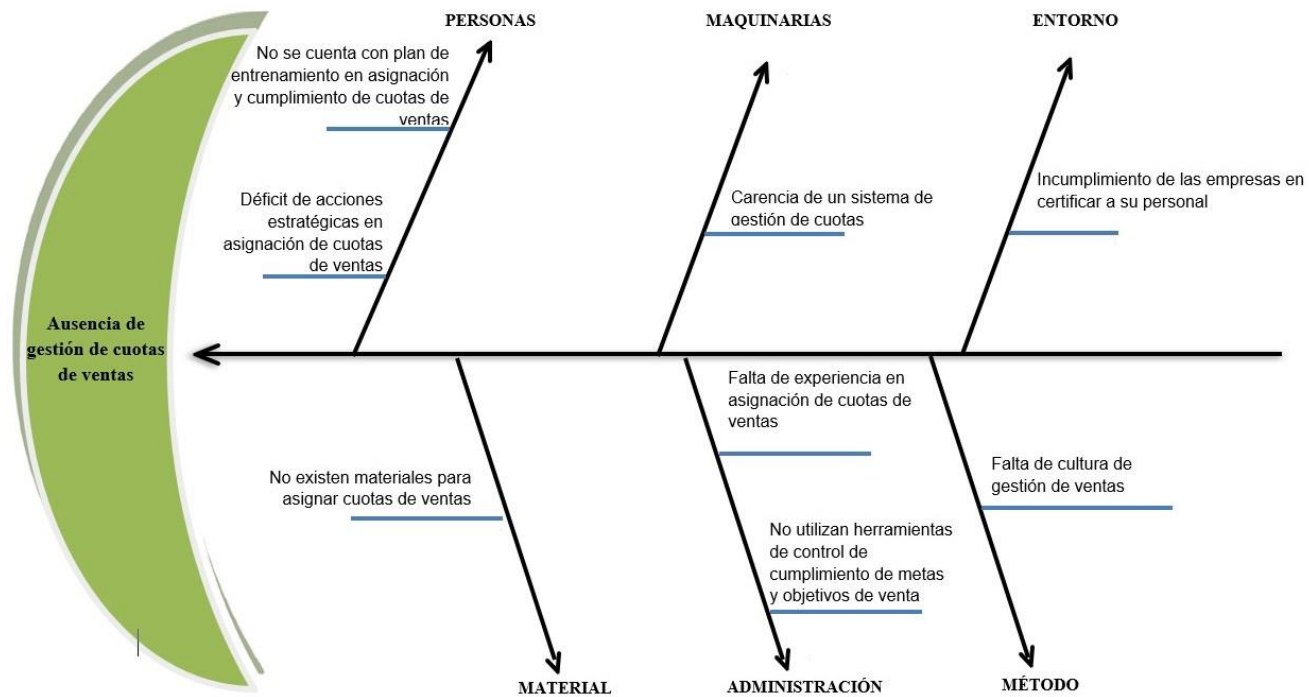 PERSONAS
MAQUINARIAS
ENTORNO
No se cuenta con plan de
entrenamiento en asignación
y cumplimiento de cuotas de
ventas
Déficit de acciones
estratégicas en
asignación de cuotas
de ventas
Carencia de un sistema de
gestión de cuotas
Incumplimiento de las empresas en
certificar a su personal
Ausencia de
gestión de cuotas
de ventas
No existen materiales para
asignar cuotas de ventas
Falta de experiencia en
asignación de cuotas de
ventas
No utilizan herramientas
de control de
cumplimiento de metas
y objetivos de venta
Falta de cultura de
gestión de ventas
MATERIAL
ADMINISTRACIÓN
MÉTODO